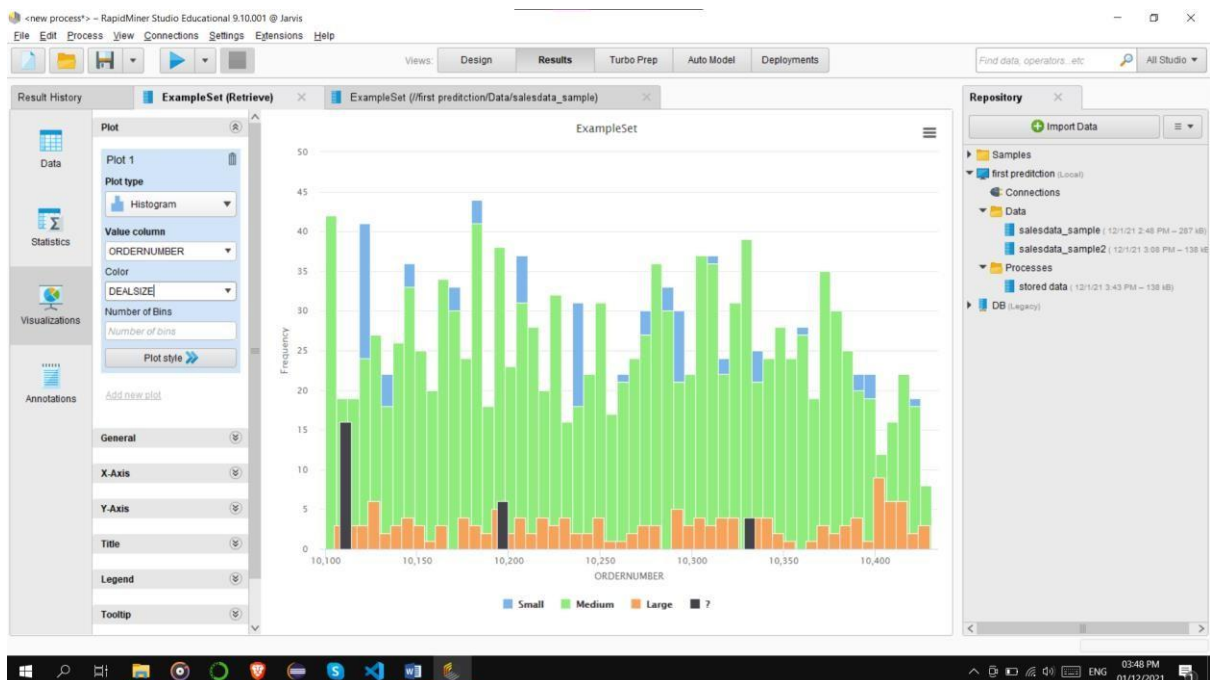 <new process*> – RapidMiner Studio Educational 9.10.001 @ Jarvis
File Edit Process View Connections Settings Extensions Help
Views: Design Results Turbo Prep Auto Model Deployments
Find data, operators...etc All Studio
Result History ExampleSet (Retrieve) ExampleSet (//first preditction/Data/salesdata_sample)
Data
Statistics
Visualizations
Annotations
Plot
Plot 1
Plot type
Histogram
Value column
ORDERNUMBER
Color
DEALSIZE
Number of Bins
Number of bins
Plot style
Add new plot
General
X-Axis
Y-Axis
Title
Legend
Tooltip
ExampleSet
50
45
40
35
30
25
20
15
10
5
0
Frequency
10,100 10,150 10,200 10,250 10,300 10,350 10,400
ORDERNUMBER
Small Medium Large ?
Repository
Import Data
Samples
first preditction (Local)
Connections
Data
salesdata_sample ( 12/1/21 2:48 PM – 287 kB)
salesdata_sample2 ( 12/1/21 3:08 PM – 138 kB
Processes
stored data ( 12/1/21 3:43 PM – 138 kB)
DB (Legacy)
ENG
03:48 PM
01/12/2021